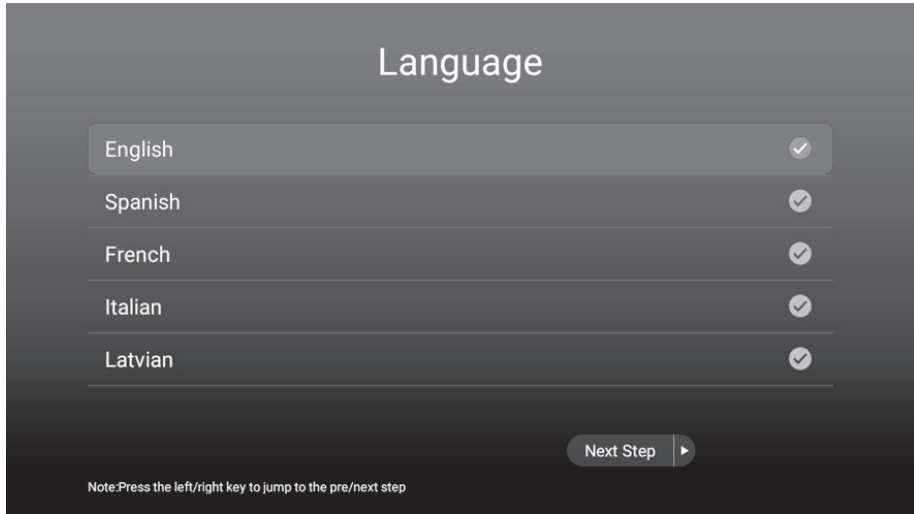 Language
English
Spanish
French
Italian
Latvian
Next Step
Note:Press the left/right key to jump to the pre/next step